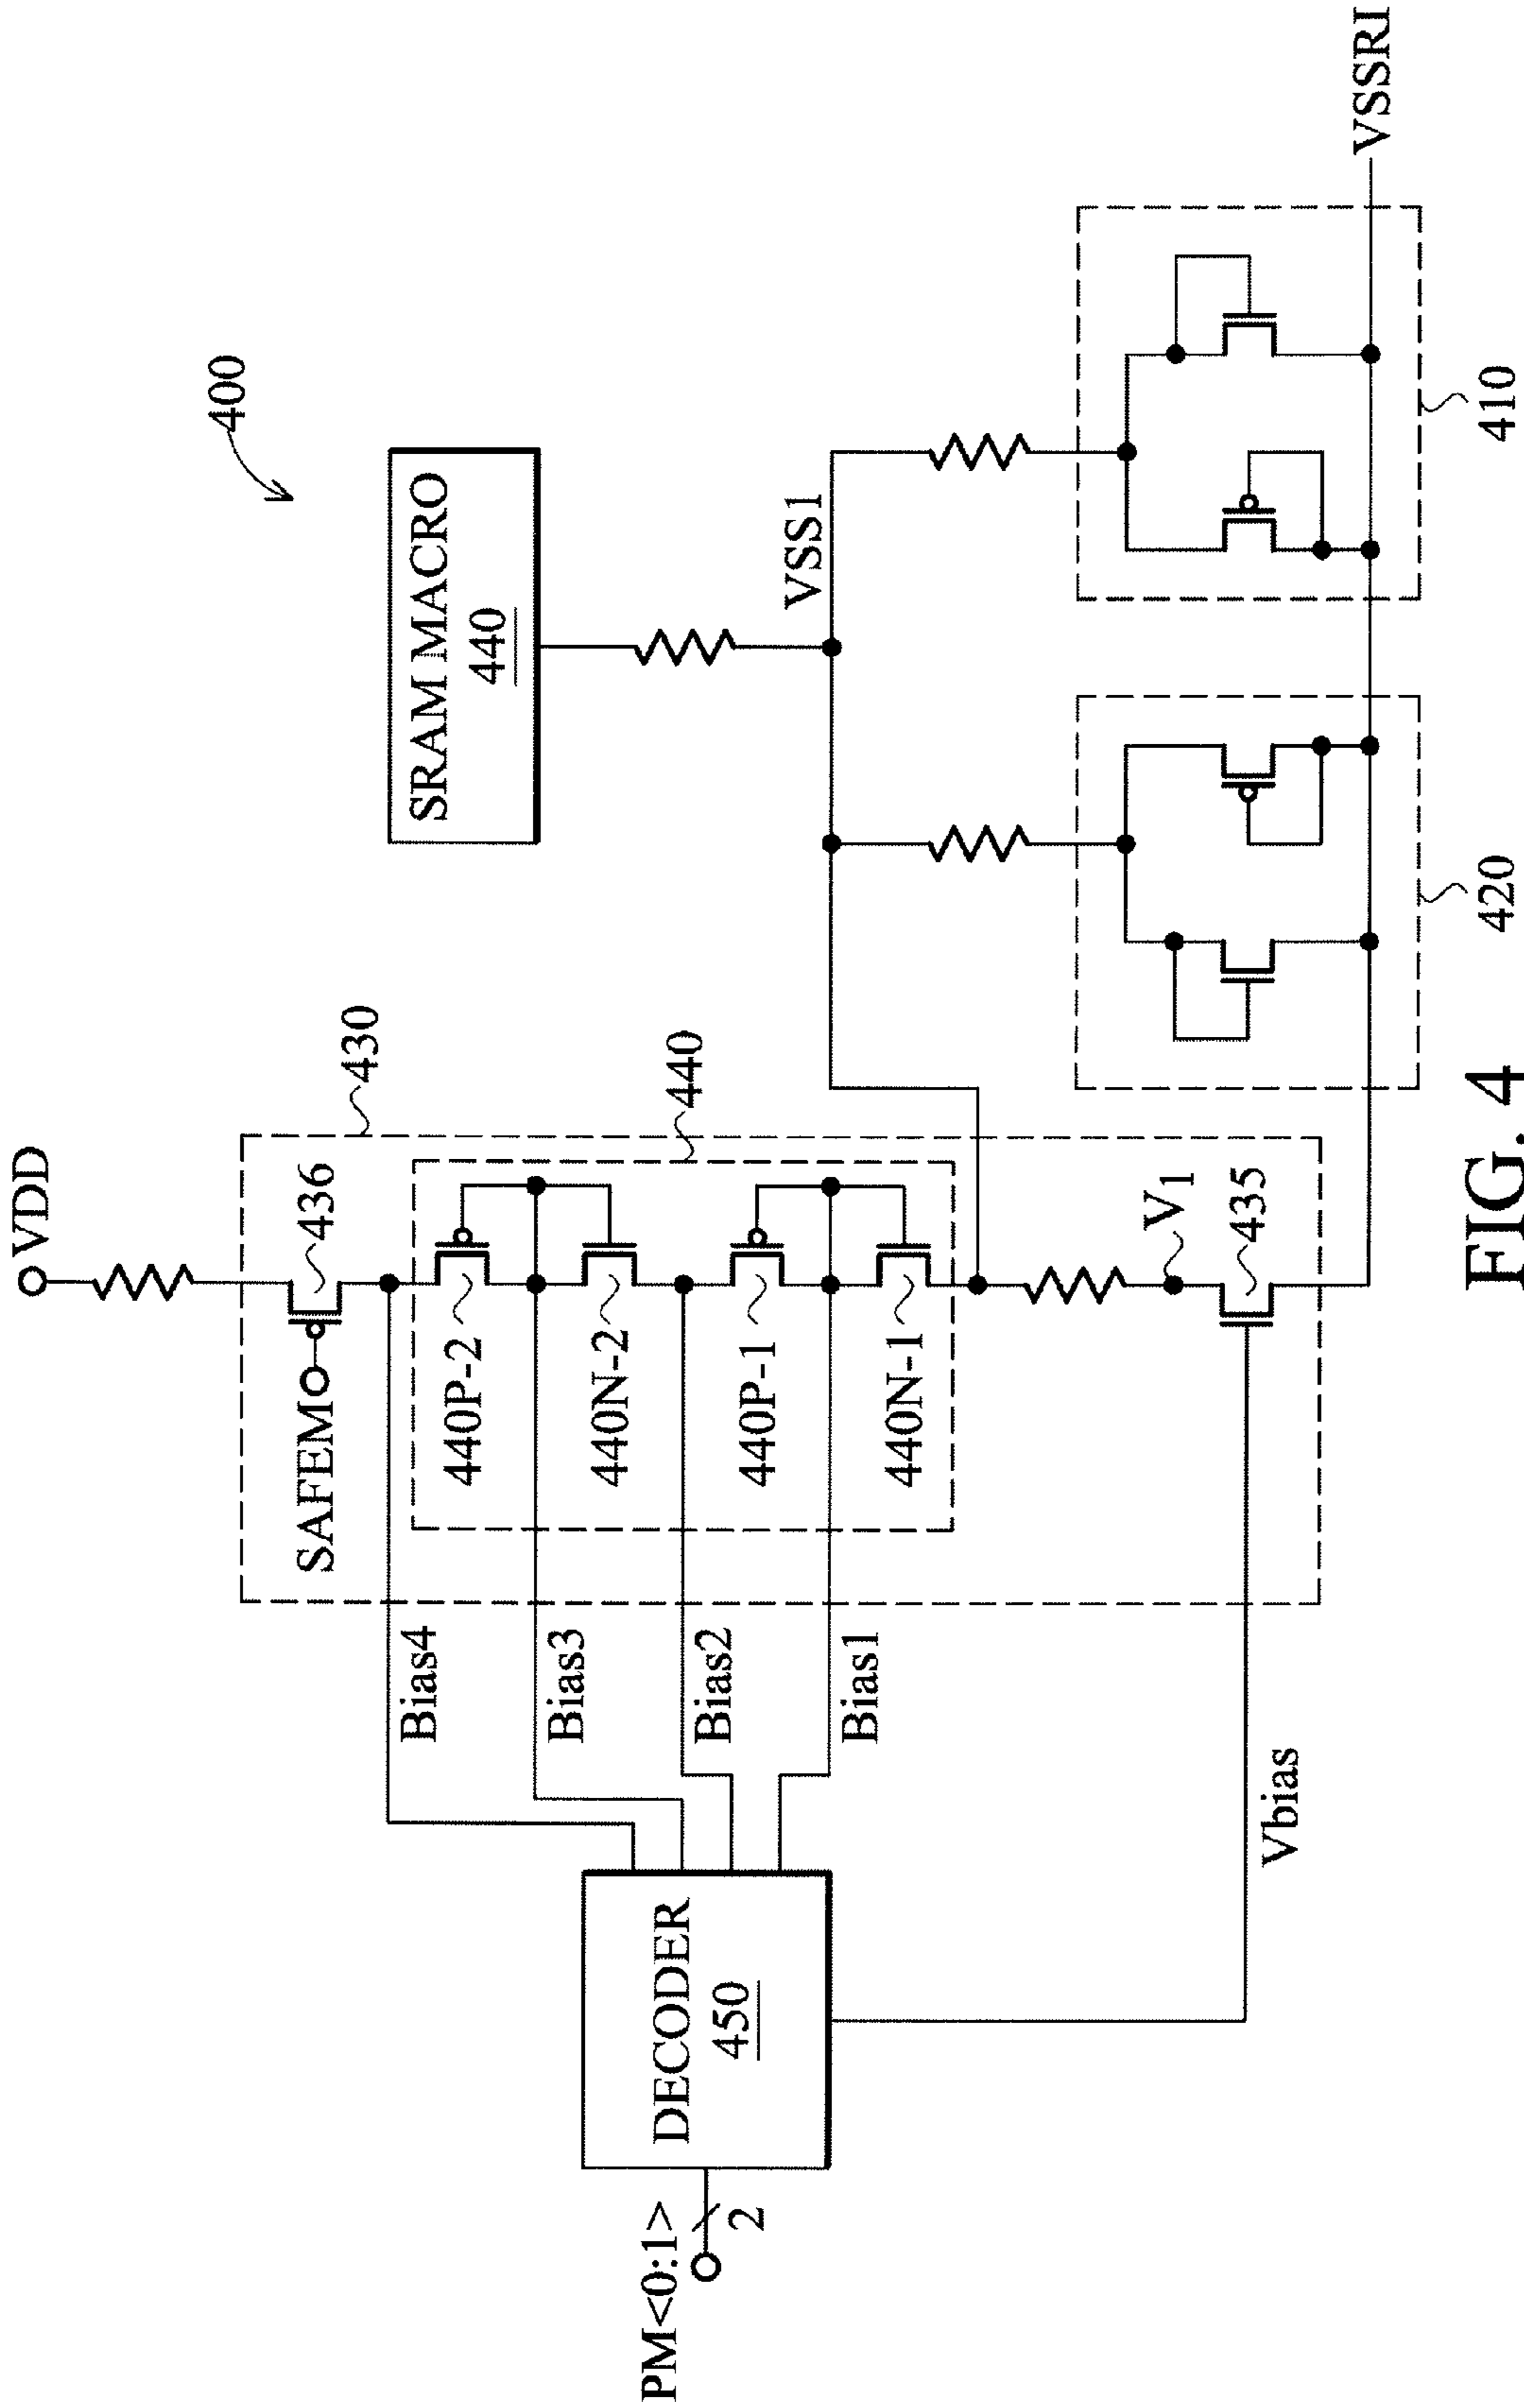 400
VDD
430
436
SAFEM
440
440P-2
440N-2
440P-1
440N-1
Bias4
Bias3
Bias2
Bias1
SRAM MACRO
440
VSS1
DECODER
450
PM<0:1>
2
V1
435
Vbias
VSSRI
420
410
FIG. 4